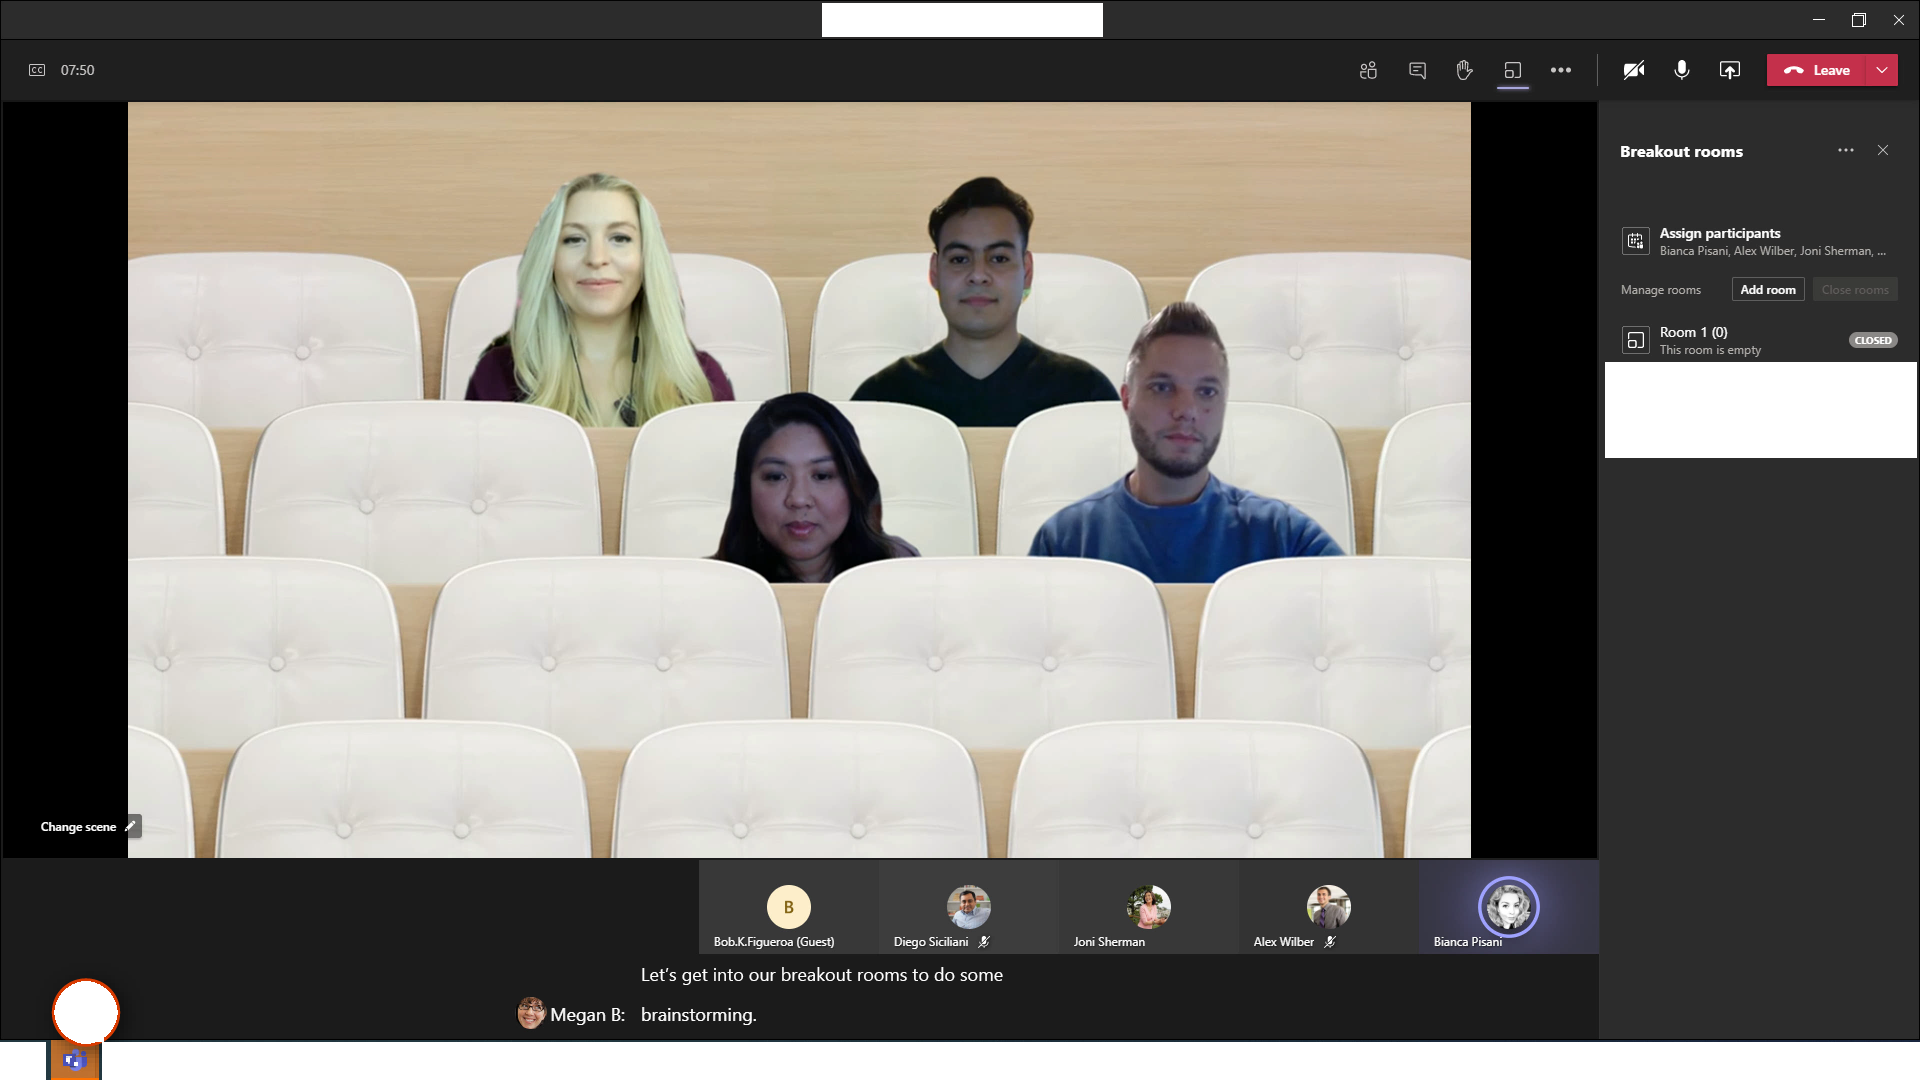 CC 07:50
Leave
Breakout rooms
Assign participants
Bianca Pisani, Alex Wilber, Joni Sherman, ...
Manage rooms Add room Close rooms
Room 1 (0)
This room is empty
CLOSED
Change scene
B
Bob.K.Figueroa (Guest)
Diego Siciliani
Joni Sherman
Alex Wilber
Bianca Pisani
Let's get into our breakout rooms to do some
Megan B: brainstorming.